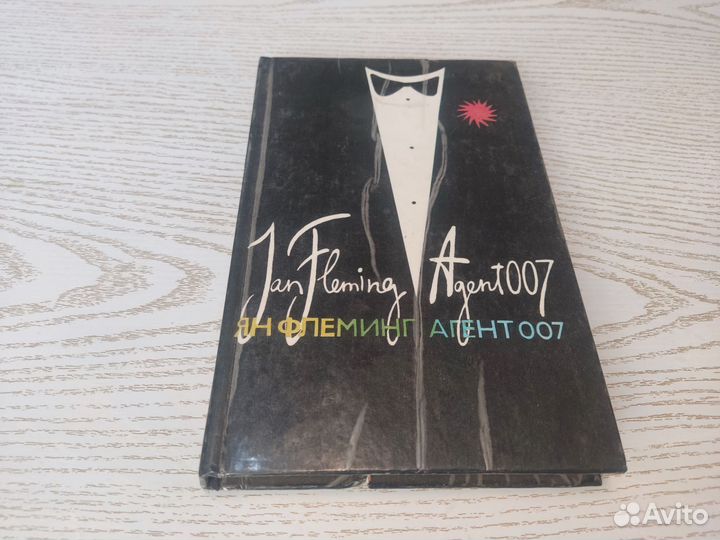 Jan Fleming Agent 007
ЯН ФЛЕМИНГ АГЕНТ 007
Avito